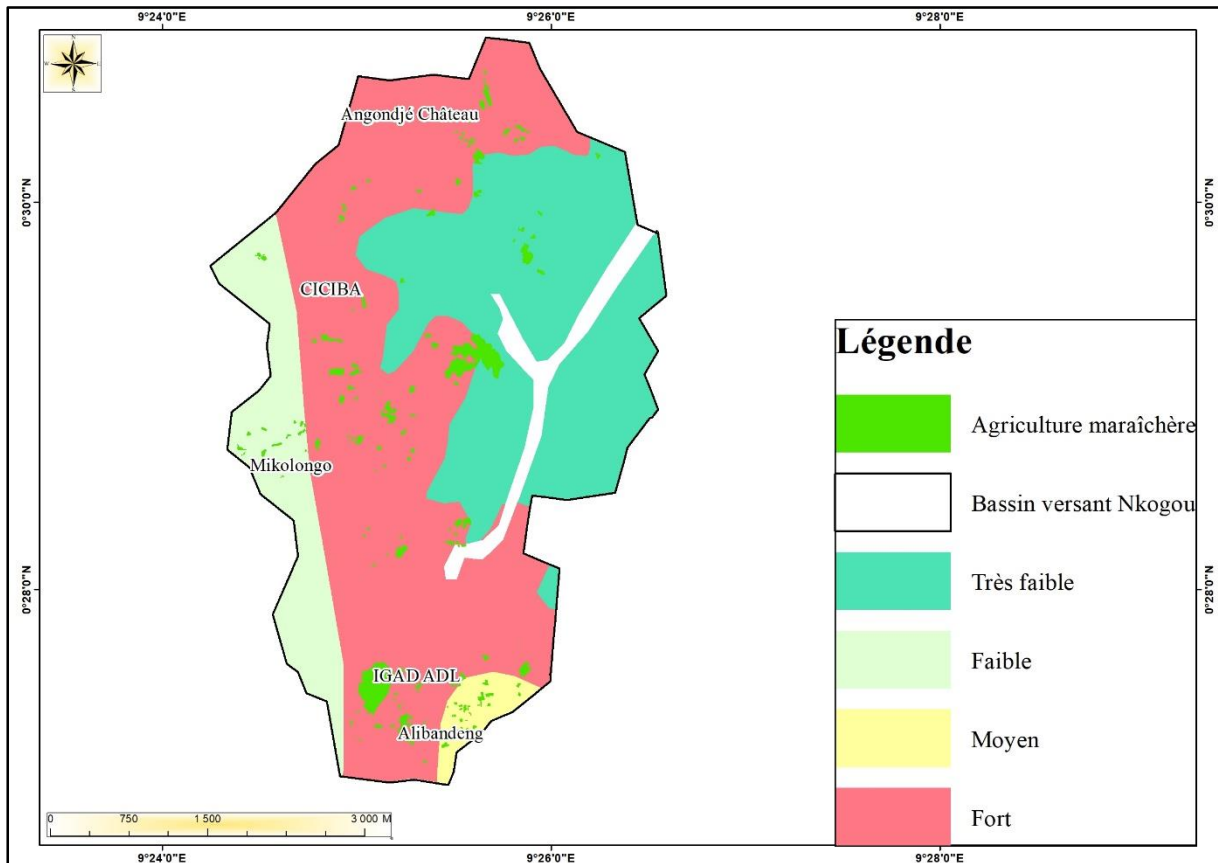 9°24'0"E
9°26'0"E
9°28'0"E
N
W
E
S
Angondjé Château
0°30'0"N
0°30'0"N
CICIBA
Légende
Agriculture maraîchère
Mikolongo
Bassin versant Nkogou
Très faible
0°28'0"N
0°28'0"N
Faible
IGAD ADL
Alibandeng
Moyen
Fort
0 750 1 500 3 000 M
9°24'0"E
9°26'0"E
9°28'0"E